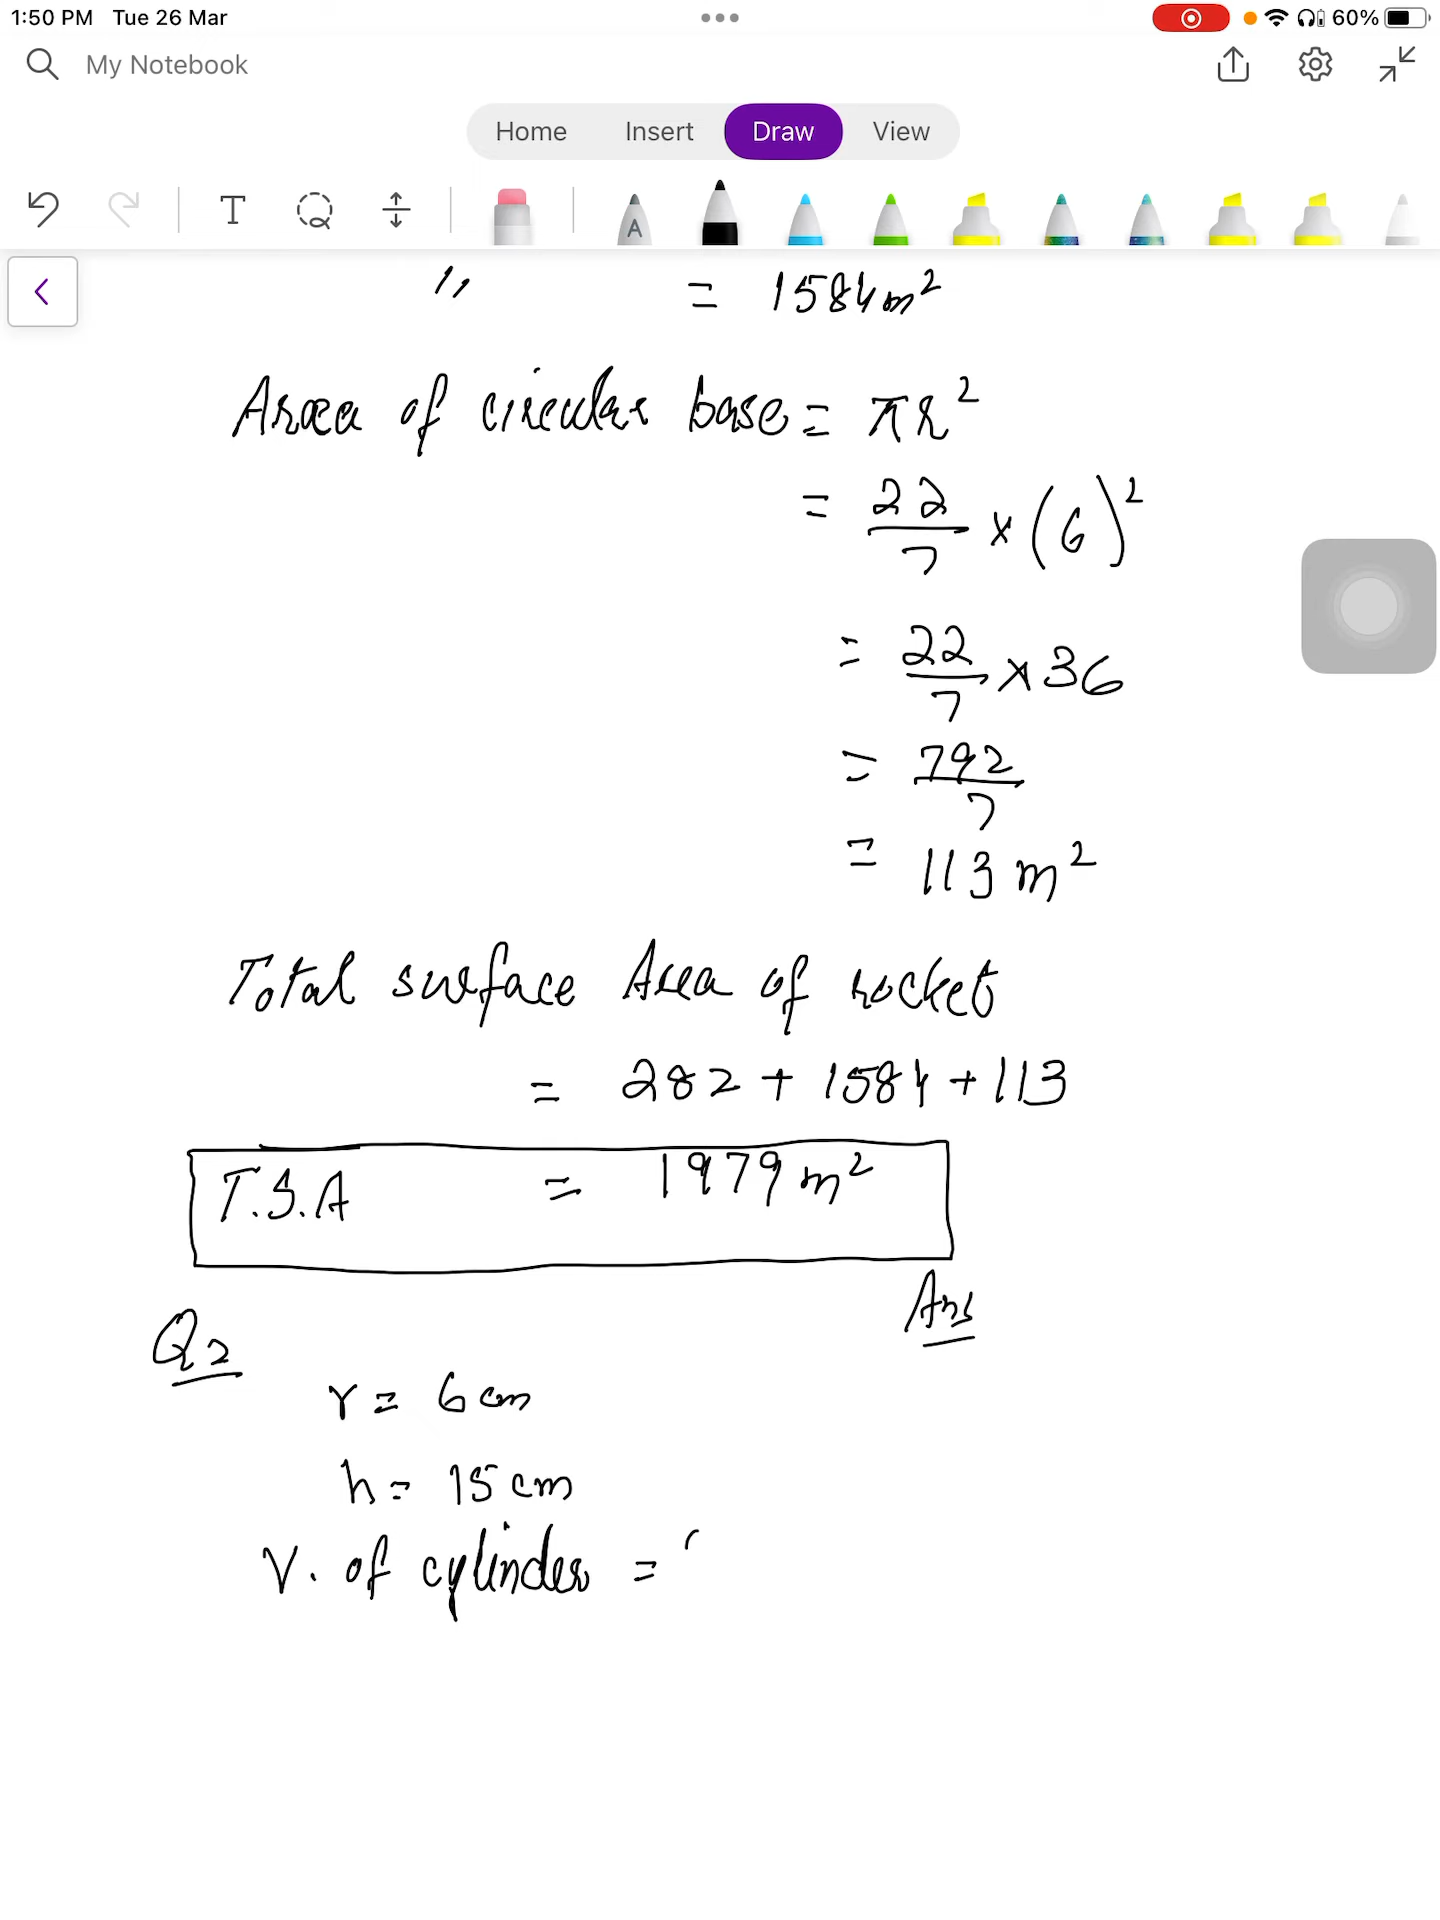 1:50 PM Tue 26 Mar 60%
My Notebook
Home Insert Draw View
T A
,, = 1584 m²
Area of circular base = πr²
= 22/7 × (6)²
= 22/7 × 36
= 792/7
= 113 m²
Total surface Area of rocket
= 282 + 1584 + 113
T.S.A = 1979 m²
Ans
Q2
r = 6 cm
h = 15 cm
V. of cylinder =